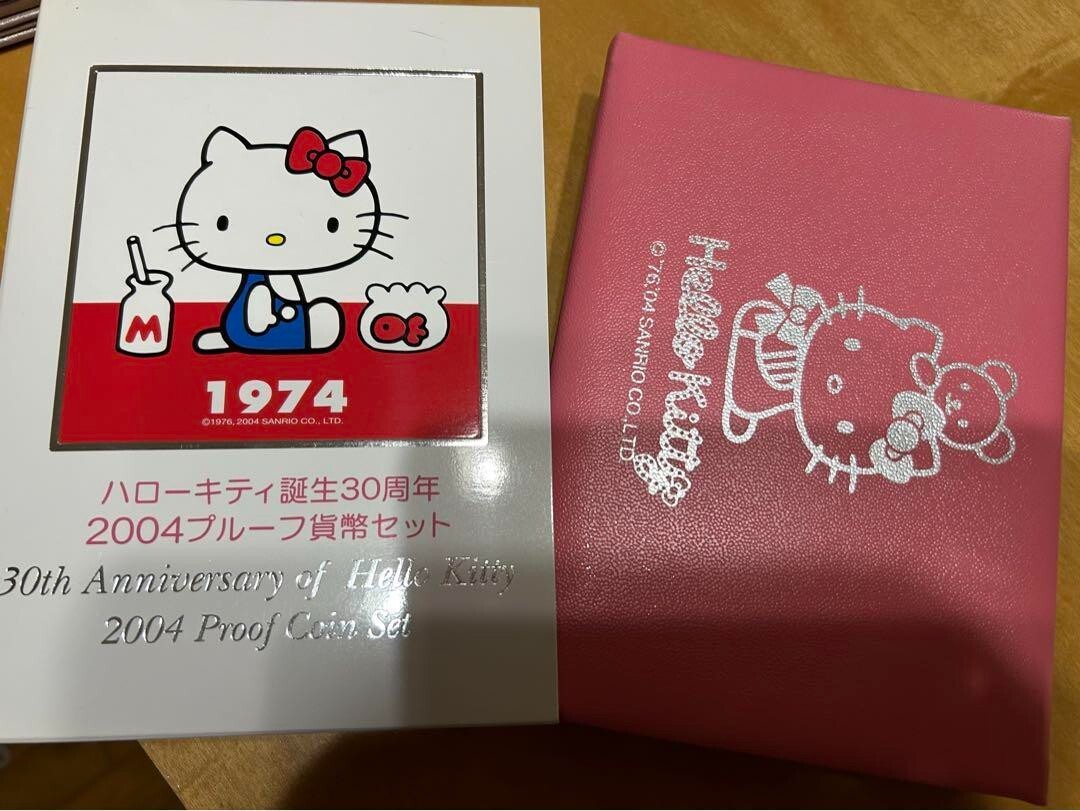 M
OF
1974
©1976, 2004 SANRIO CO., LTD.
ハローキティ誕生30周年
2004プルーフ貨幣セット
30th Anniversary of Hello Kitty
2004 Proof Coin Set
Hello Kitty
©'76,'04 SANRIO CO., LTD.